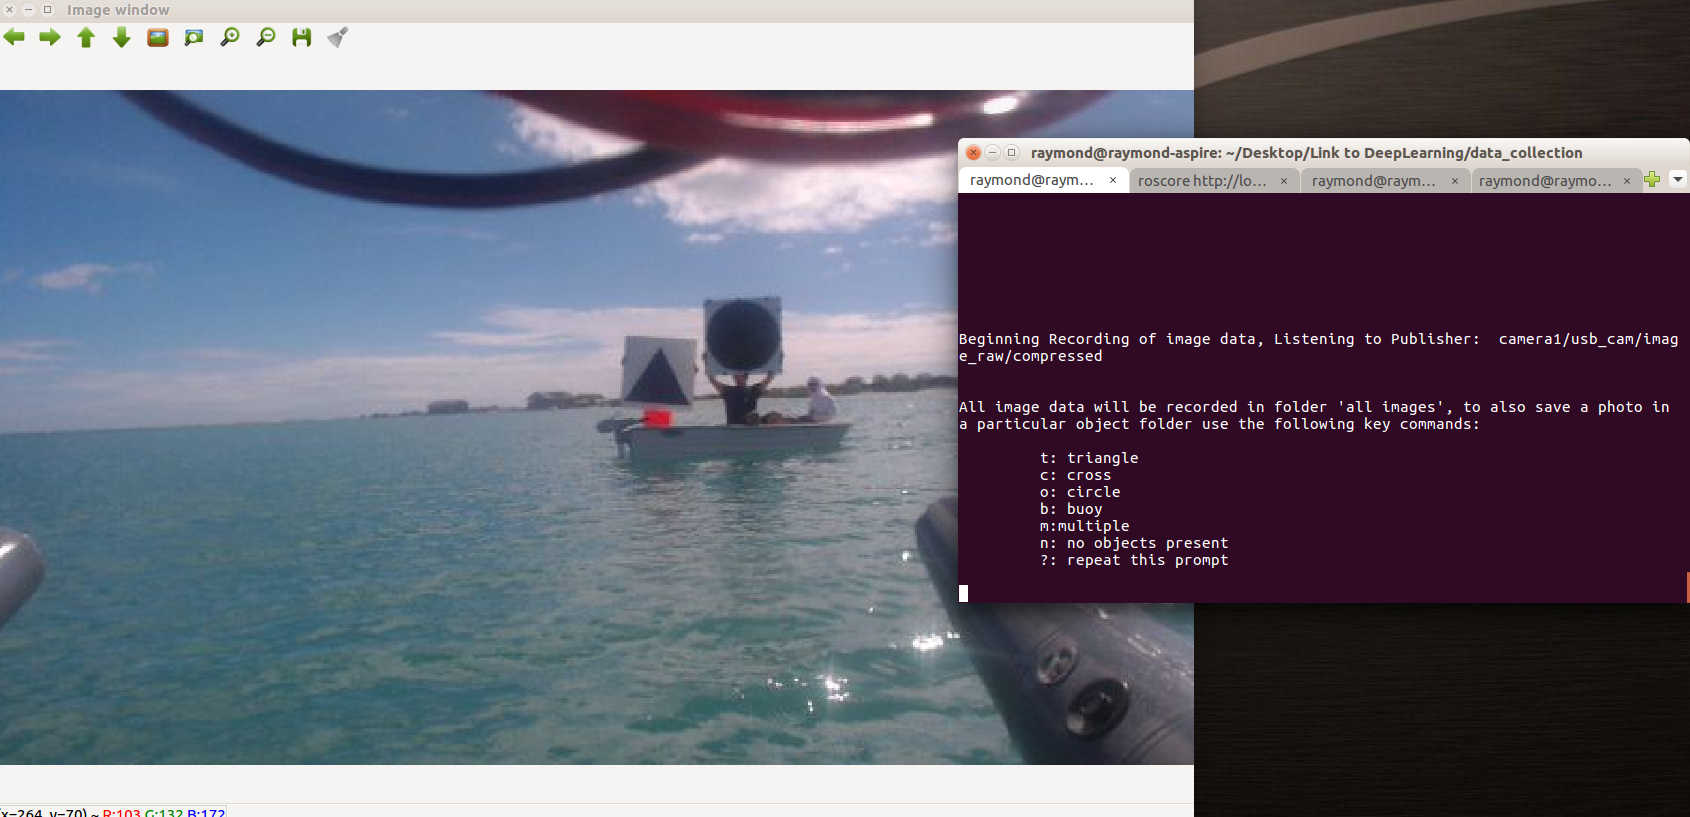 Image window
raymond@raymond-aspire: ~/Desktop/Link to DeepLearning/data_collection
raymond@raym... × roscore http://lo... × raymond@raym... × raymond@raymo... ×
Beginning Recording of image data, Listening to Publisher:  camera1/usb_cam/imag
e_raw/compressed
All image data will be recorded in folder 'all images', to also save a photo in
a particular object folder use the following key commands:
t: triangle
c: cross
o: circle
b: buoy
m:multiple
n: no objects present
?: repeat this prompt
(x=264, y=70) ~ R:103 G:132 B:172